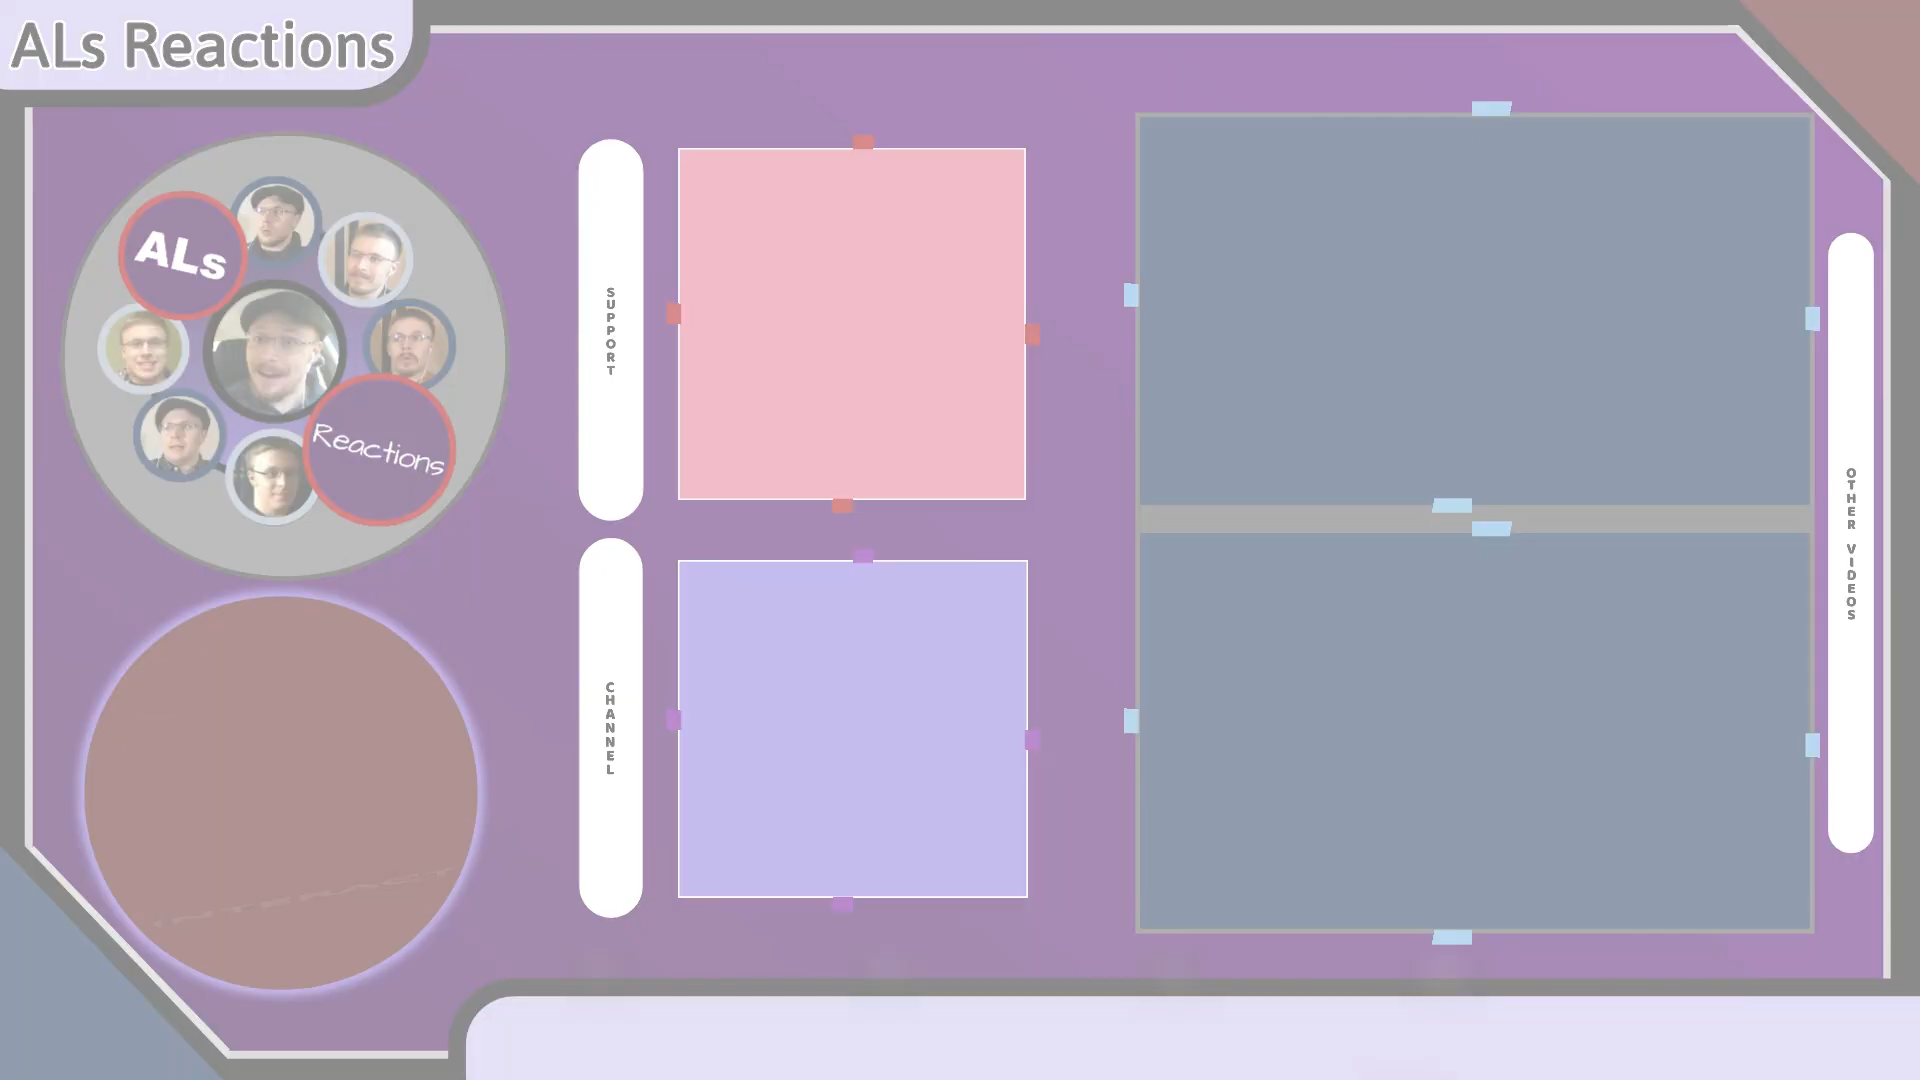 ALs Reactions
ALs
Reactions
SUPPORT
CHANNEL
OTHER VIDEOS